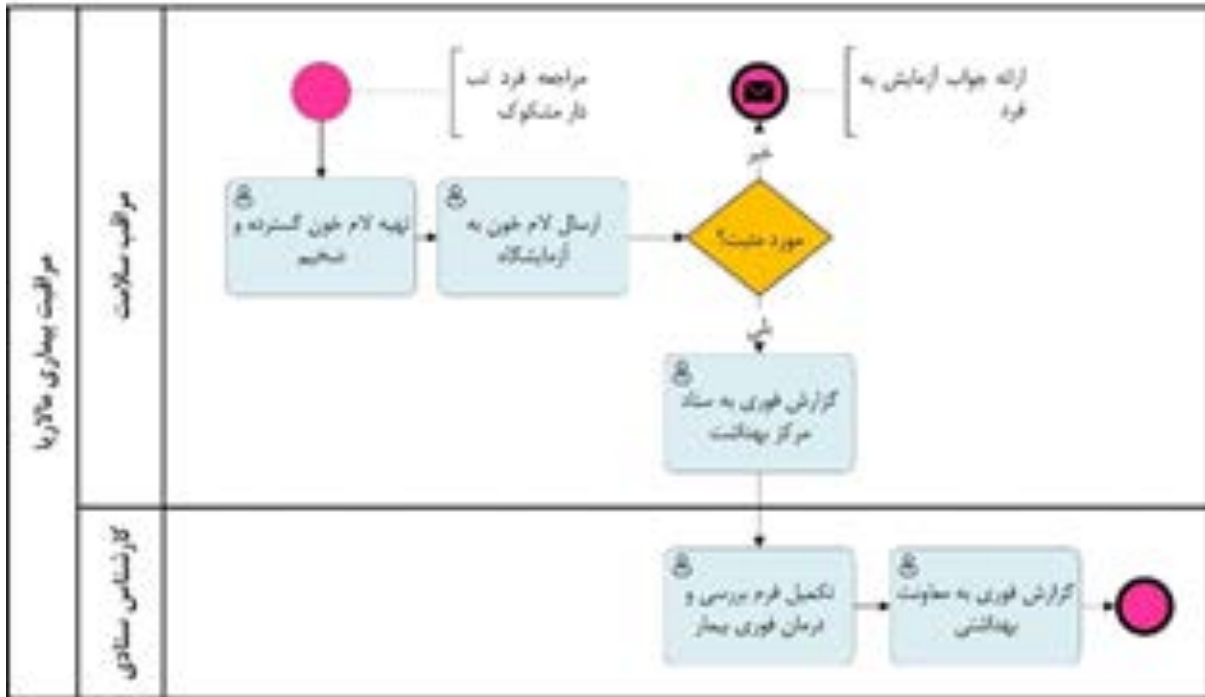 مراقبت بیماری مالاریا
مراقب سلامت
مراجعه فرد تب
دار مشکوک
تهیه لام خون گسترده و
ضخیم
ارسال لام خون به
آزمایشگاه
مورد مثبت؟
خیر
ارائه جواب آزمایش به
فرد
بلی
گزارش فوری به ستاد
مرکز بهداشت
کارشناس ستادی
تکمیل فرم بررسی و
درمان فوری بیمار
گزارش فوری به معاونت
بهداشتی